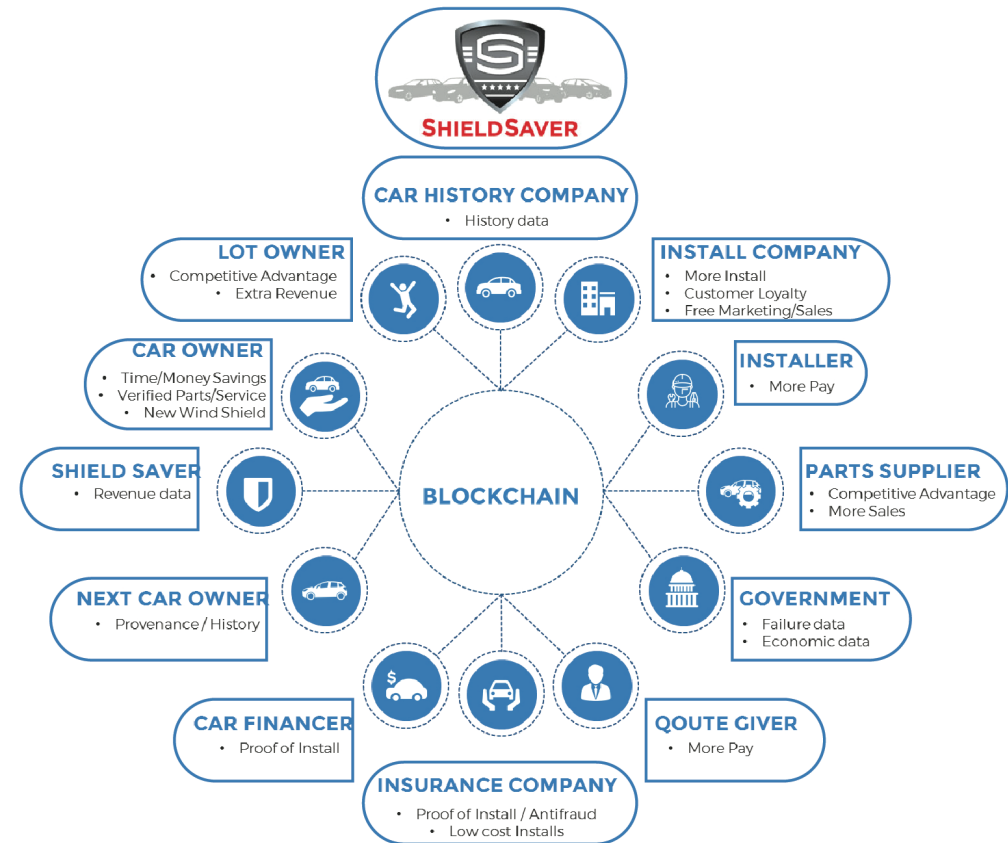 S
SHIELDSAVER
CAR HISTORY COMPANY
• History data
LOT OWNER
• Competitive Advantage
• Extra Revenue
INSTALL COMPANY
• More Install
• Customer Loyalty
• Free Marketing/Sales
CAR OWNER
• Time/Money Savings
• Verified Parts/Service
• New Wind Shield
INSTALLER
• More Pay
SHIELD SAVER
• Revenue data
BLOCKCHAIN
PARTS SUPPLIER
• Competitive Advantage
• More Sales
NEXT CAR OWNER
• Provenance / History
GOVERNMENT
• Failure data
• Economic data
$
CAR FINANCER
• Proof of Install
QOUTE GIVER
• More Pay
INSURANCE COMPANY
• Proof of Install / Antifraud
• Low cost Installs